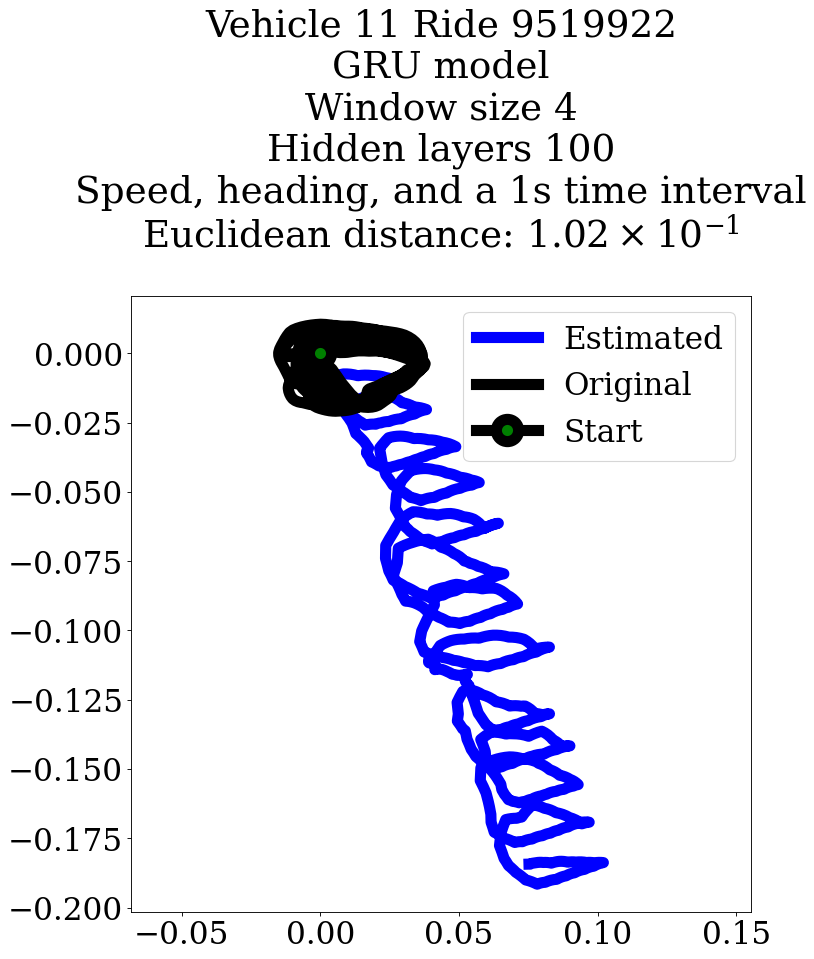 Vehicle 11 Ride 9519922
GRU model
Window size 4
Hidden layers 100
Speed, heading, and a 1s time interval
Euclidean distance: 1.02 × 10⁻¹
Estimated
Original
Start
0.000
−0.025
−0.050
−0.075
−0.100
−0.125
−0.150
−0.175
−0.200
−0.05 0.00 0.05 0.10 0.15